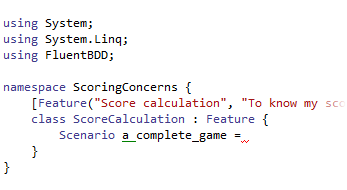 using System;
using System.Linq;
using FluentBDD;
namespace ScoringConcerns {
[Feature("Score calculation", "To know my sco
class ScoreCalculation : Feature {
Scenario a_complete_game =
}
}